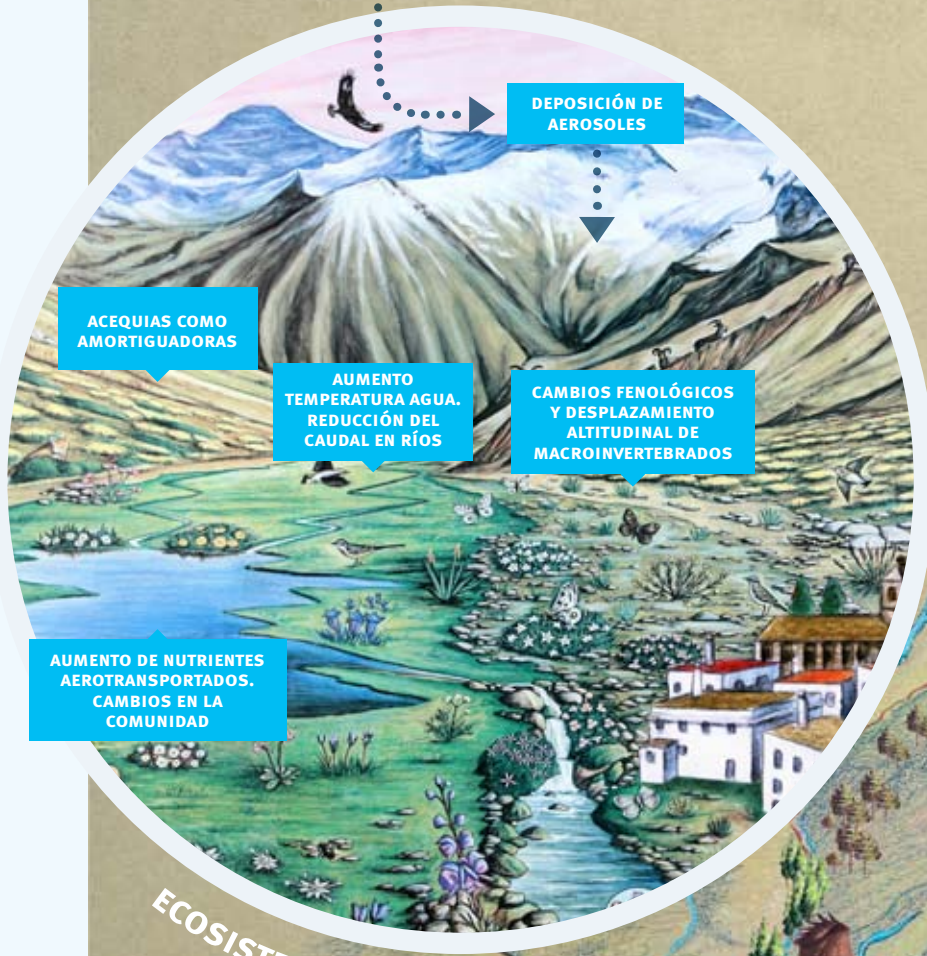 DEPOSICIÓN DE
AEROSOLES
ACEQUIAS COMO
AMORTIGUADORAS
AUMENTO
TEMPERATURA AGUA.
REDUCCIÓN DEL
CAUDAL EN RÍOS
CAMBIOS FENOLÓGICOS
Y DESPLAZAMIENTO
ALTITUDINAL DE
MACROINVERTEBRADOS
AUMENTO DE NUTRIENTES
AEROTRANSPORTADOS.
CAMBIOS EN LA
COMUNIDAD